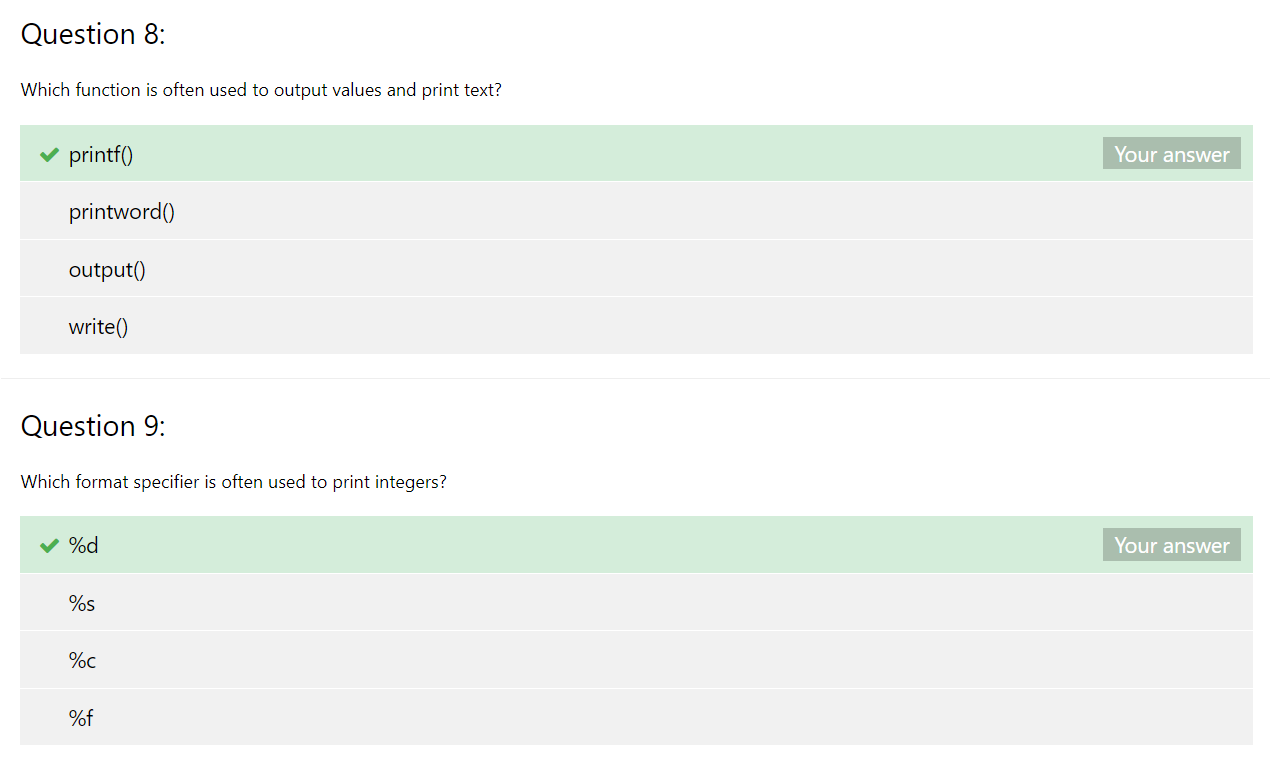 Question 8:
Which function is often used to output values and print text?
printf()
Your answer
printword()
output()
write()
Question 9:
Which format specifier is often used to print integers?
%d
Your answer
%s
%c
%f